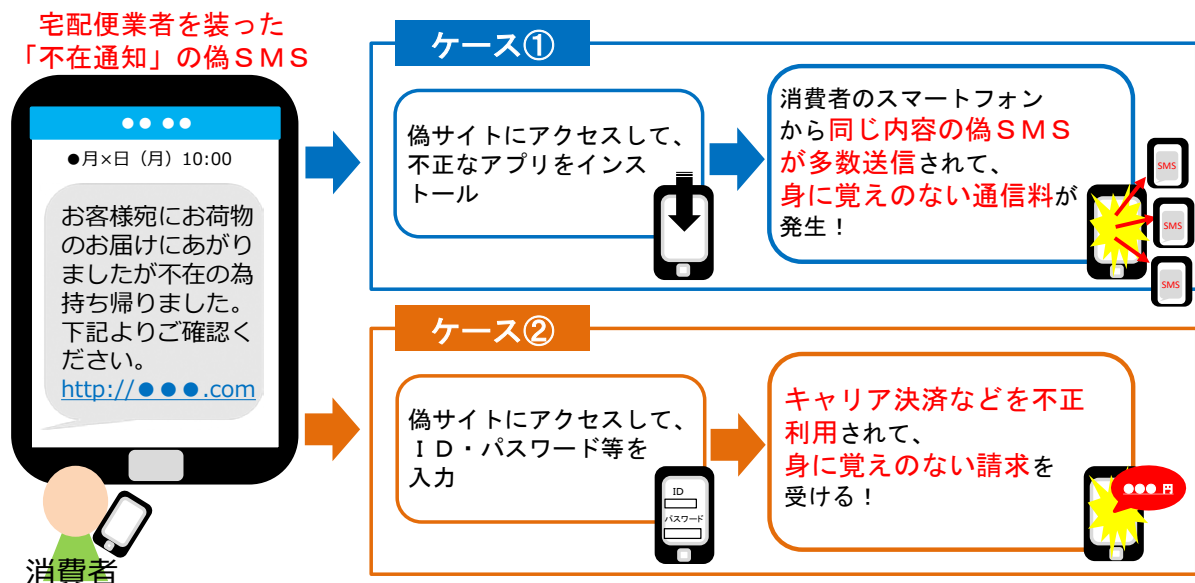 宅配便業者を装った
「不在通知」の偽ＳＭＳ
●● ●●
●月×日（月）10:00
お客様宛にお荷物
のお届けにあがり
ましたが不在の為
持ち帰りました。
下記よりご確認く
ださい。
http://●●●.com
消費者
ケース①
偽サイトにアクセスして、
不正なアプリをインス
トール
消費者のスマートフォン
から同じ内容の偽ＳＭＳ
が多数送信されて、
身に覚えのない通信料が
発生！
SMS
SMS
SMS
ケース②
偽サイトにアクセスして、
ＩＤ・パスワード等を
入力
ID
パスワード
キャリア決済などを不正
利用されて、
身に覚えのない請求を
受ける！
●●● 円